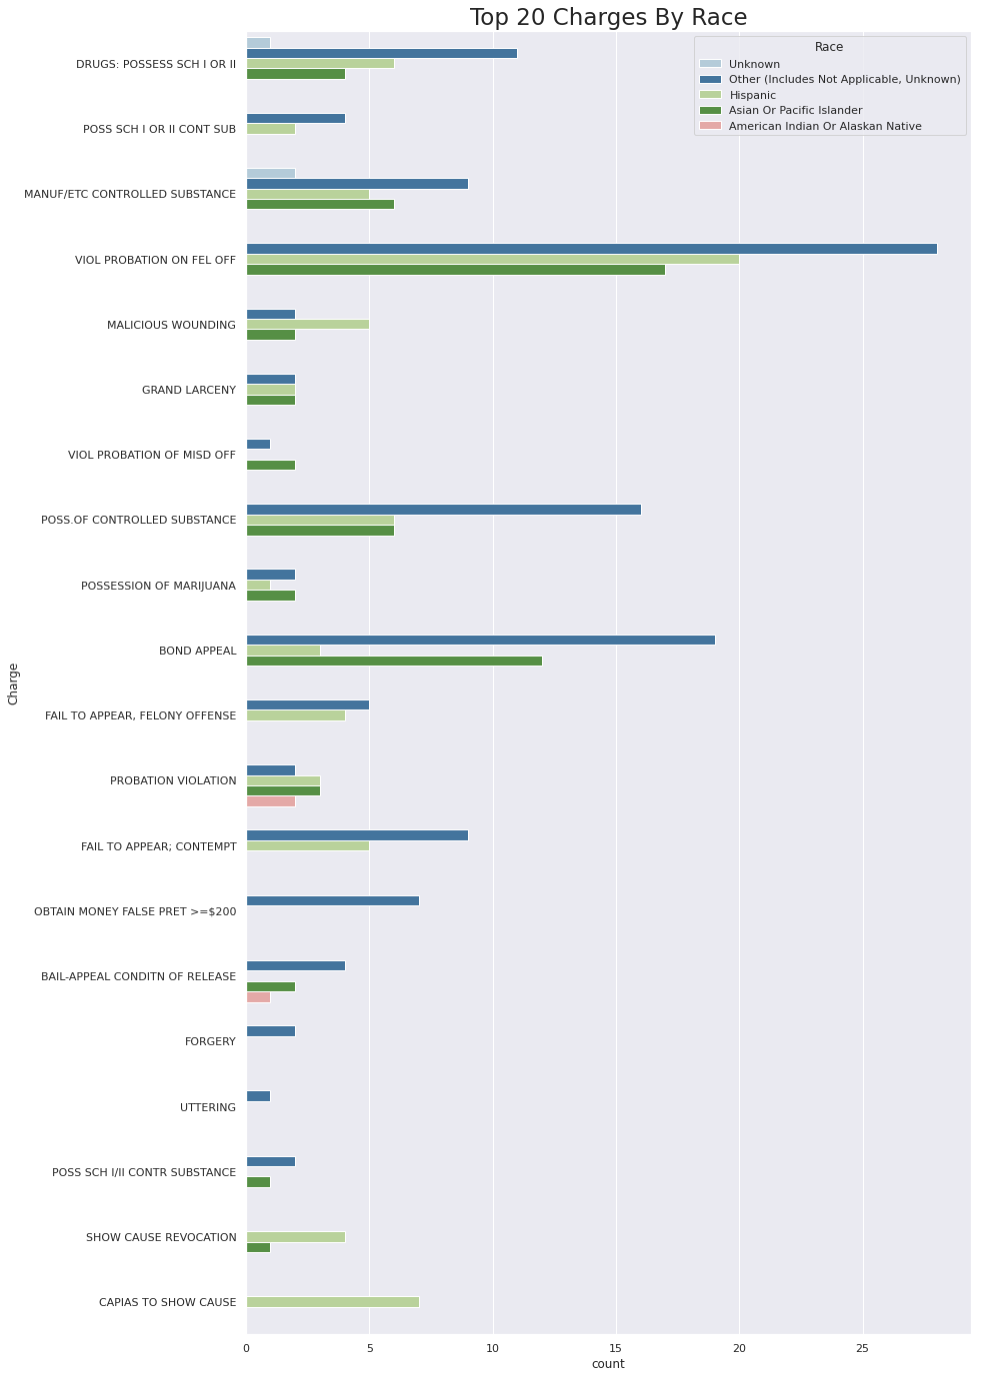 Top 20 Charges By Race
Race
Unknown
Other (Includes Not Applicable, Unknown)
Hispanic
Asian Or Pacific Islander
American Indian Or Alaskan Native
Charge
DRUGS: POSSESS SCH I OR II
POSS SCH I OR II CONT SUB
MANUF/ETC CONTROLLED SUBSTANCE
VIOL PROBATION ON FEL OFF
MALICIOUS WOUNDING
GRAND LARCENY
VIOL PROBATION OF MISD OFF
POSS.OF CONTROLLED SUBSTANCE
POSSESSION OF MARIJUANA
BOND APPEAL
FAIL TO APPEAR, FELONY OFFENSE
PROBATION VIOLATION
FAIL TO APPEAR; CONTEMPT
OBTAIN MONEY FALSE PRET >=$200
BAIL-APPEAL CONDITN OF RELEASE
FORGERY
UTTERING
POSS SCH I/II CONTR SUBSTANCE
SHOW CAUSE REVOCATION
CAPIAS TO SHOW CAUSE
0 5 10 15 20 25
count